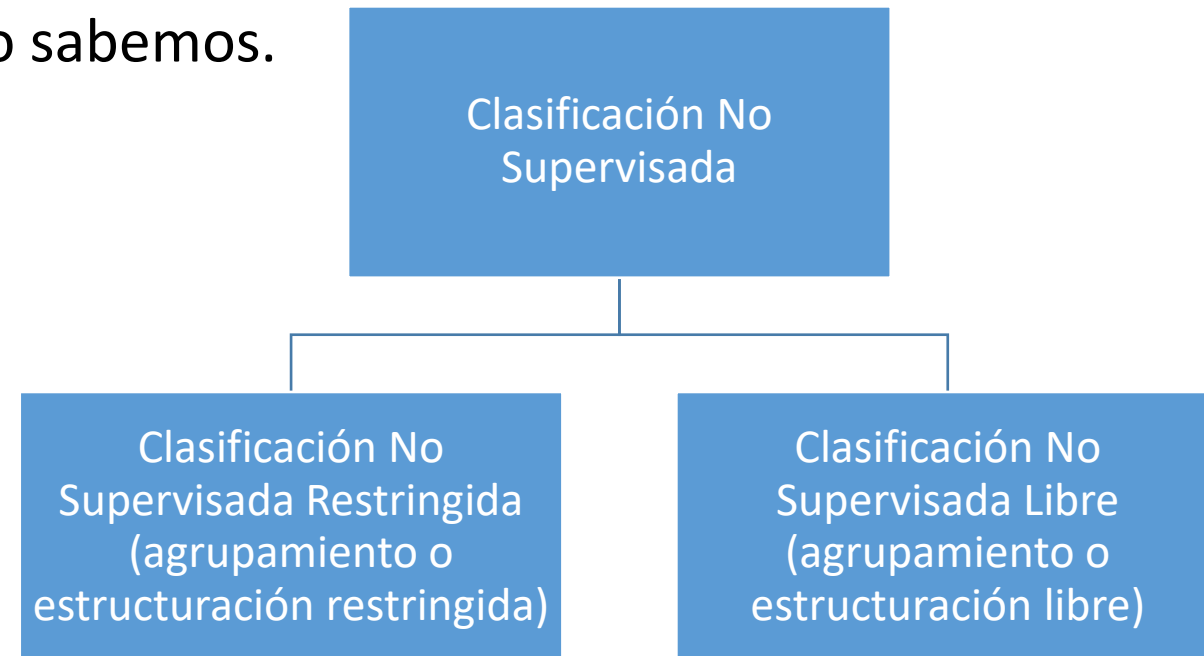 o sabemos.
Clasificación No
Supervisada
Clasificación No
Supervisada Restringida
(agrupamiento o
estructuración restringida)
Clasificación No
Supervisada Libre
(agrupamiento o
estructuración libre)